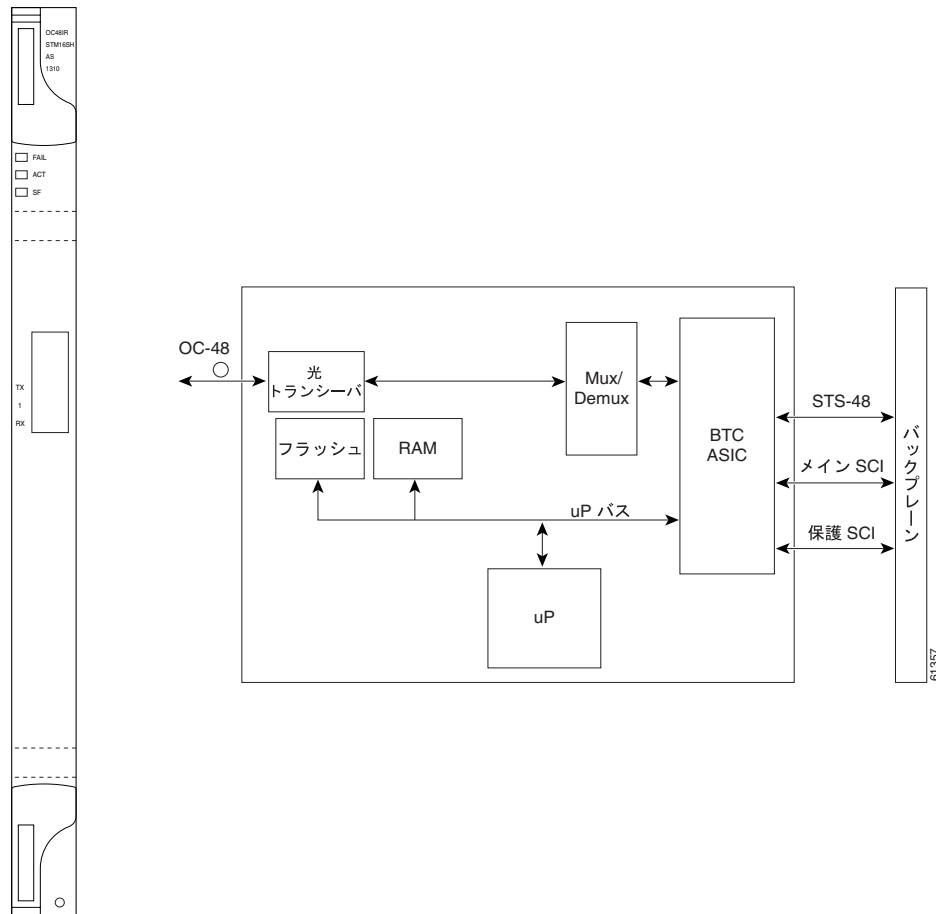 OC48IR
STM16SH
AS
1310
FAIL
ACT
SF
TX
1
RX
OC-48
光
トランシーバ
フラッシュ
RAM
Mux/
Demux
BTC
ASIC
uP バス
uP
STS-48
メイン SCI
保護 SCI
バックプレーン
61357